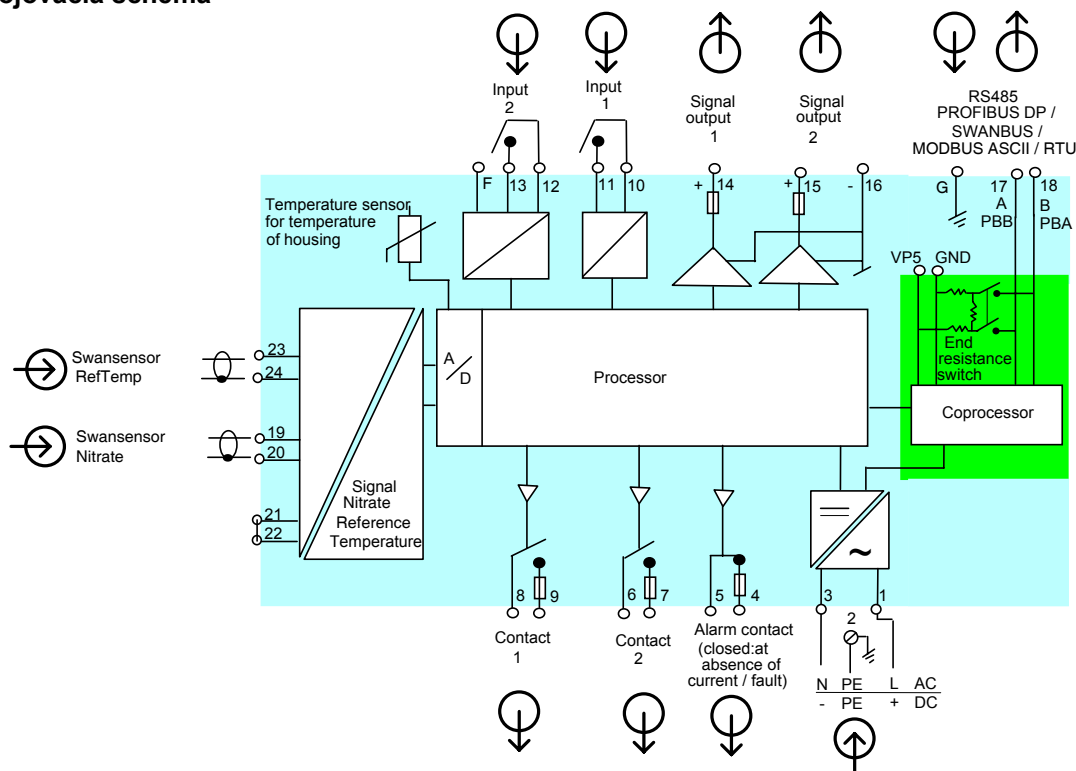 Input
2
Input
1
Signal
output
1
Signal
output
2
RS485
PROFIBUS DP /
SWANBUS /
MODBUS ASCII / RTU
F
13
12
11
10
+
14
+
15
-
16
G
17
18
A
B
PBB
PBA
Temperature sensor
for temperature
of housing
VP5
GND
End
resistance
switch
23
24
Swansensor
RefTemp
A
D
Processor
Coprocessor
19
20
Swansensor
Nitrate
Signal
Nitrate
Reference
Temperature
21
22
8
9
6
7
5
4
3
1
2
Contact
1
Contact
2
Alarm contact
(closed:at
absence of
current / fault)
N PE L AC
- PE + DC